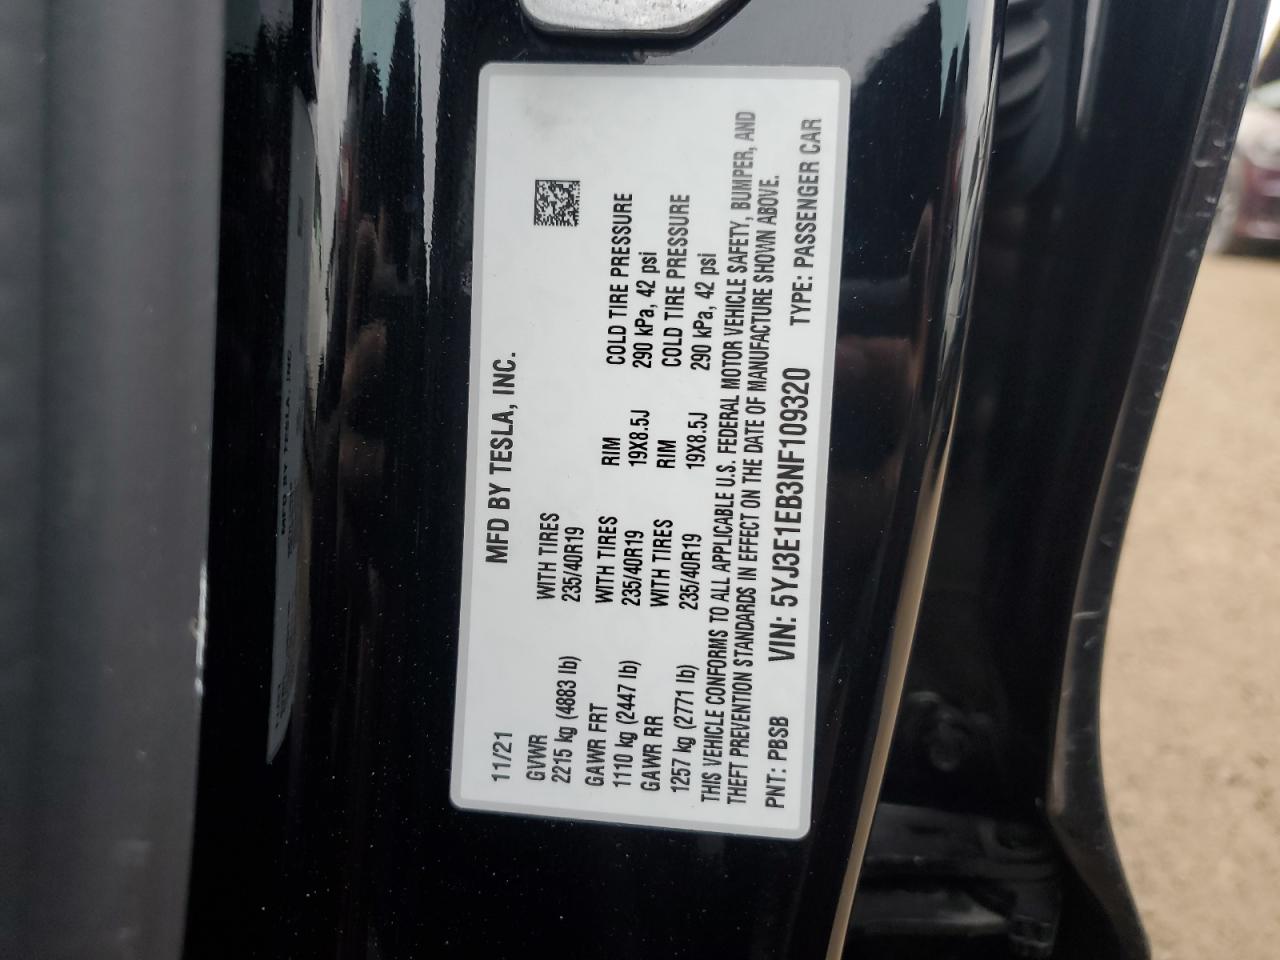 MFD BY TESLA, INC.
11/21
GVWR WITH TIRES
2215 kg (4883 lb) 235/40R19
GAWR FRT WITH TIRES RIM COLD TIRE PRESSURE
1110 kg (2447 lb) 235/40R19 19X8.5J 290 kPa, 42 psi
GAWR RR WITH TIRES RIM COLD TIRE PRESSURE
1257 kg (2771 lb) 235/40R19 19X8.5J 290 kPa, 42 psi
THIS VEHICLE CONFORMS TO ALL APPLICABLE U.S. FEDERAL MOTOR VEHICLE SAFETY, BUMPER, AND
THEFT PREVENTION STANDARDS IN EFFECT ON THE DATE OF MANUFACTURE SHOWN ABOVE.
PNT: PBSB VIN: 5YJ3E1EB3NF109320 TYPE: PASSENGER CAR